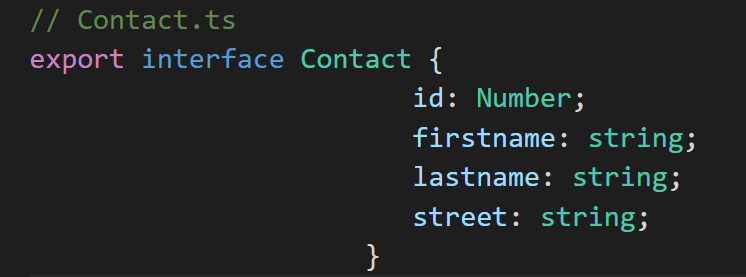 // Contact.ts
export interface Contact {
id: Number;
firstname: string;
lastname: string;
street: string;
}